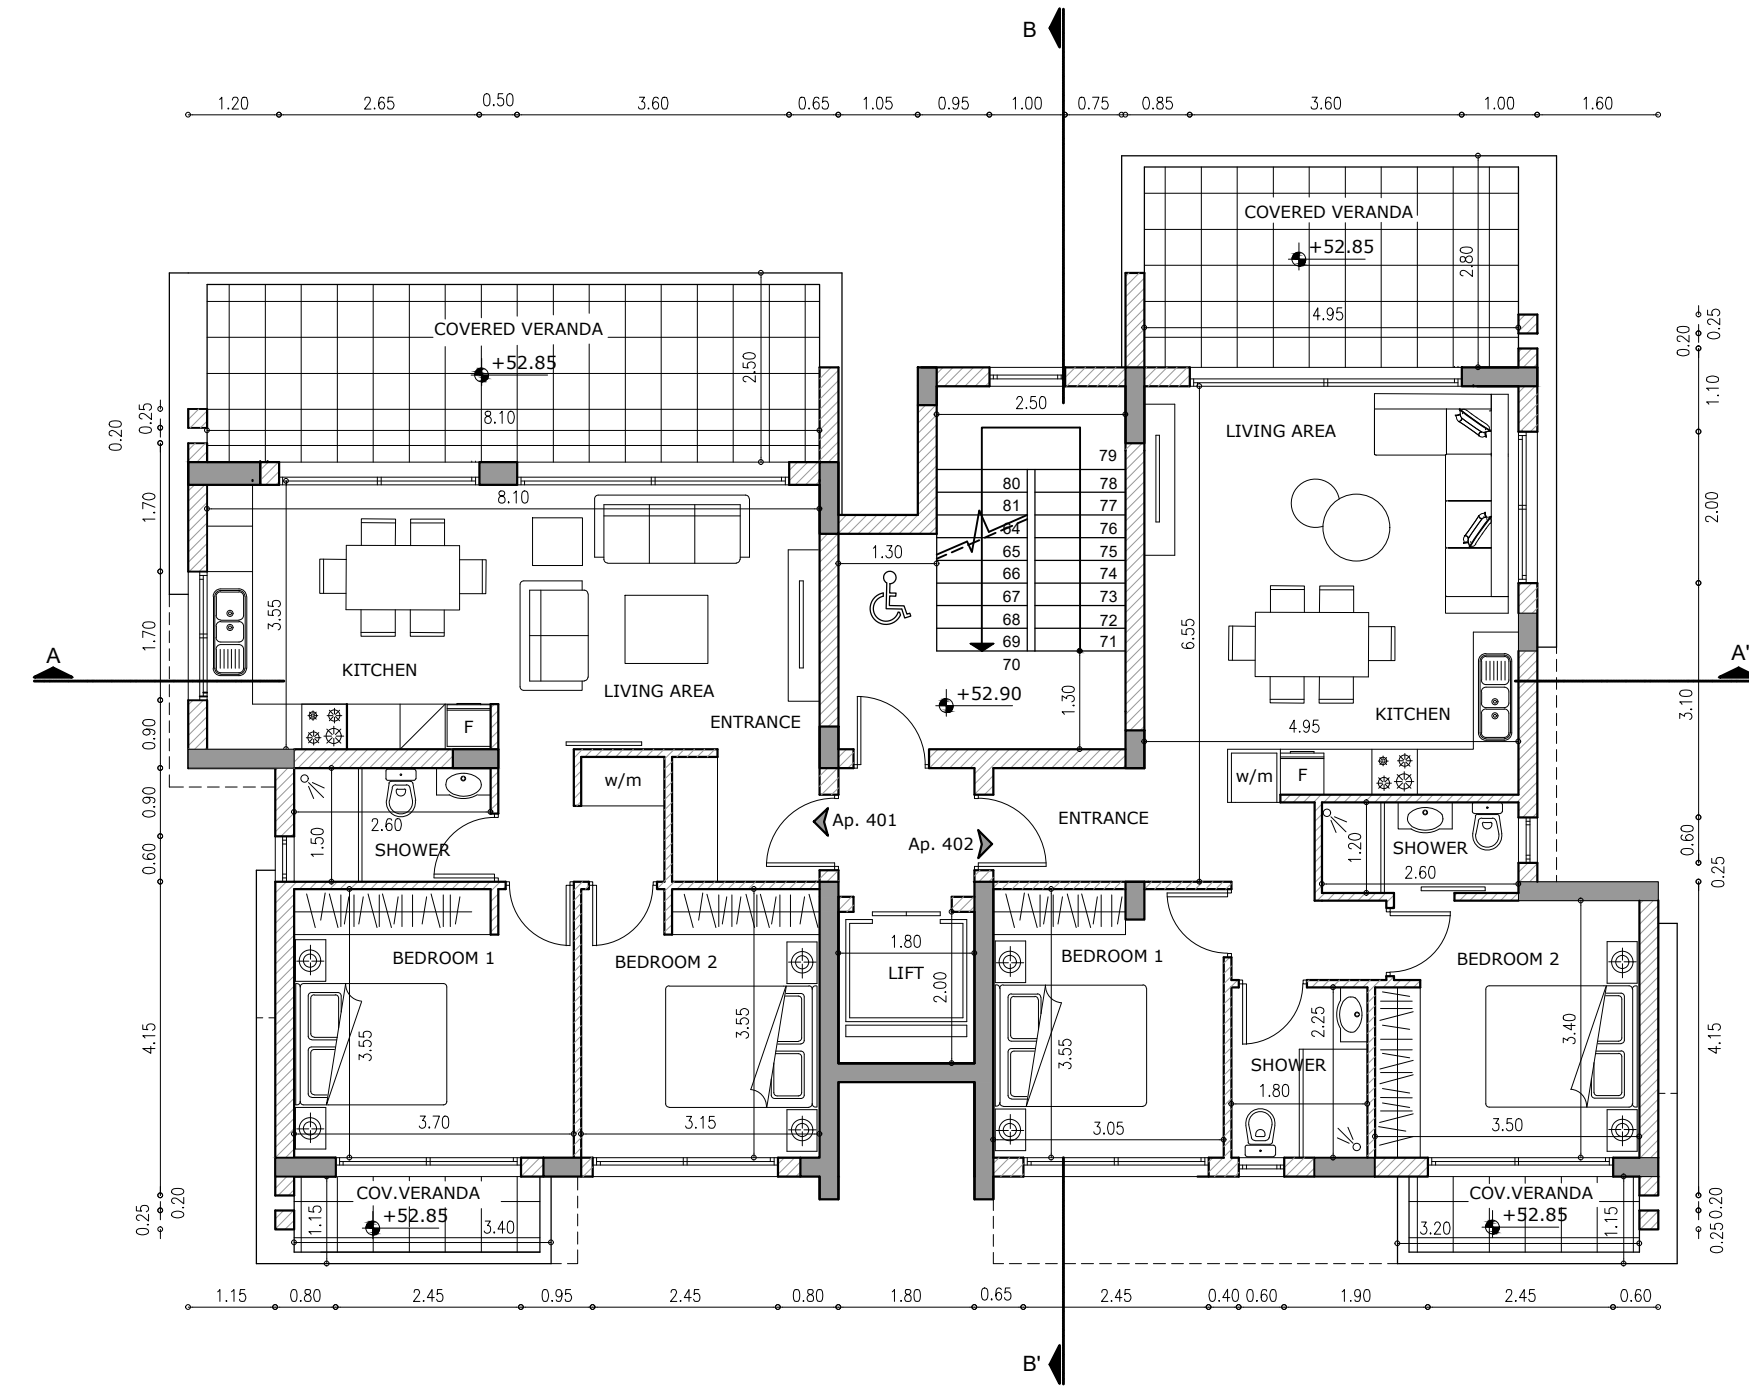 B
1.20 2.65 0.50 3.60 0.65 1.05 0.95 1.00 0.75 0.85 3.60 1.00 1.60
COVERED VERANDA
+52.85
2.80
4.95
0.25
0.20
1.10
2.00
3.10
0.60
0.25
4.15
0.20
0.25
COVERED VERANDA
+52.85
2.50
8.10
0.25
0.20
1.70
1.70
0.90
0.90
0.60
4.15
0.20
0.25
8.10
3.55
KITCHEN
LIVING AREA
ENTRANCE
F
w/m
2.50
1.30
79
80 78
81 77
64 76
65 75
66 74
67 73
68 72
69 71
70
+52.90
1.30
LIVING AREA
6.55
KITCHEN
4.95
w/m F
A
A'
2.60
1.50
SHOWER
Ap. 401
Ap. 402
ENTRANCE
1.20
SHOWER
2.60
BEDROOM 1
3.55
3.70
BEDROOM 2
3.55
3.15
1.80
LIFT
2.00
BEDROOM 1
3.55
3.05
2.25
SHOWER
1.80
BEDROOM 2
3.40
3.50
COV.VERANDA
+52.85
1.15
3.40
COV.VERANDA
+52.85
3.20
1.15
1.15 0.80 2.45 0.95 2.45 0.80 1.80 0.65 2.45 0.40 0.60 1.90 2.45 0.60
B'